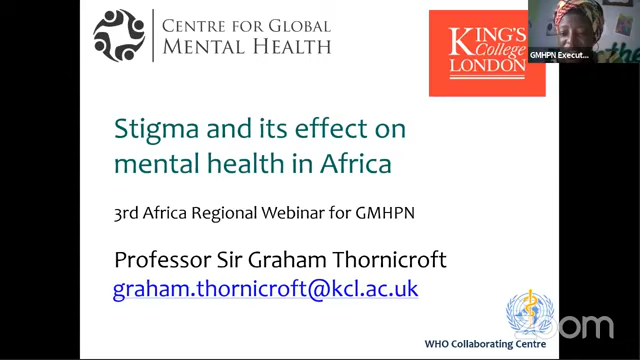 CENTRE FOR GLOBAL
MENTAL HEALTH
KING'S
College
LONDON
GMHPN Execut...
Stigma and its effect on
mental health in Africa
3rd Africa Regional Webinar for GMHPN
Professor Sir Graham Thornicroft
graham.thornicroft@kcl.ac.uk
zoom
WHO Collaborating Centre